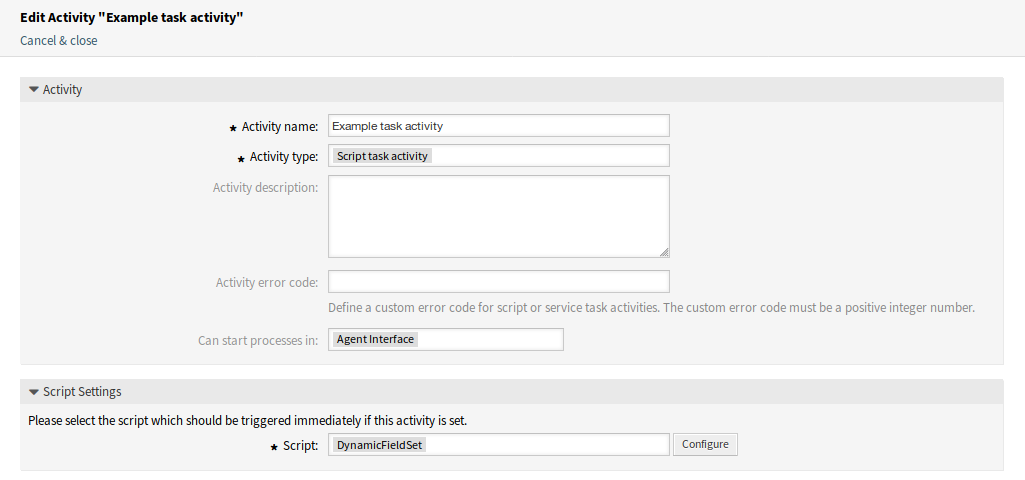 Edit Activity "Example task activity"
Cancel & close
Activity
★ Activity name: Example task activity
★ Activity type: Script task activity
Activity description:
Activity error code:
Define a custom error code for script or service task activities. The custom error code must be a positive integer number.
Can start processes in: Agent Interface
Script Settings
Please select the script which should be triggered immediately if this activity is set.
★ Script: DynamicFieldSet Configure